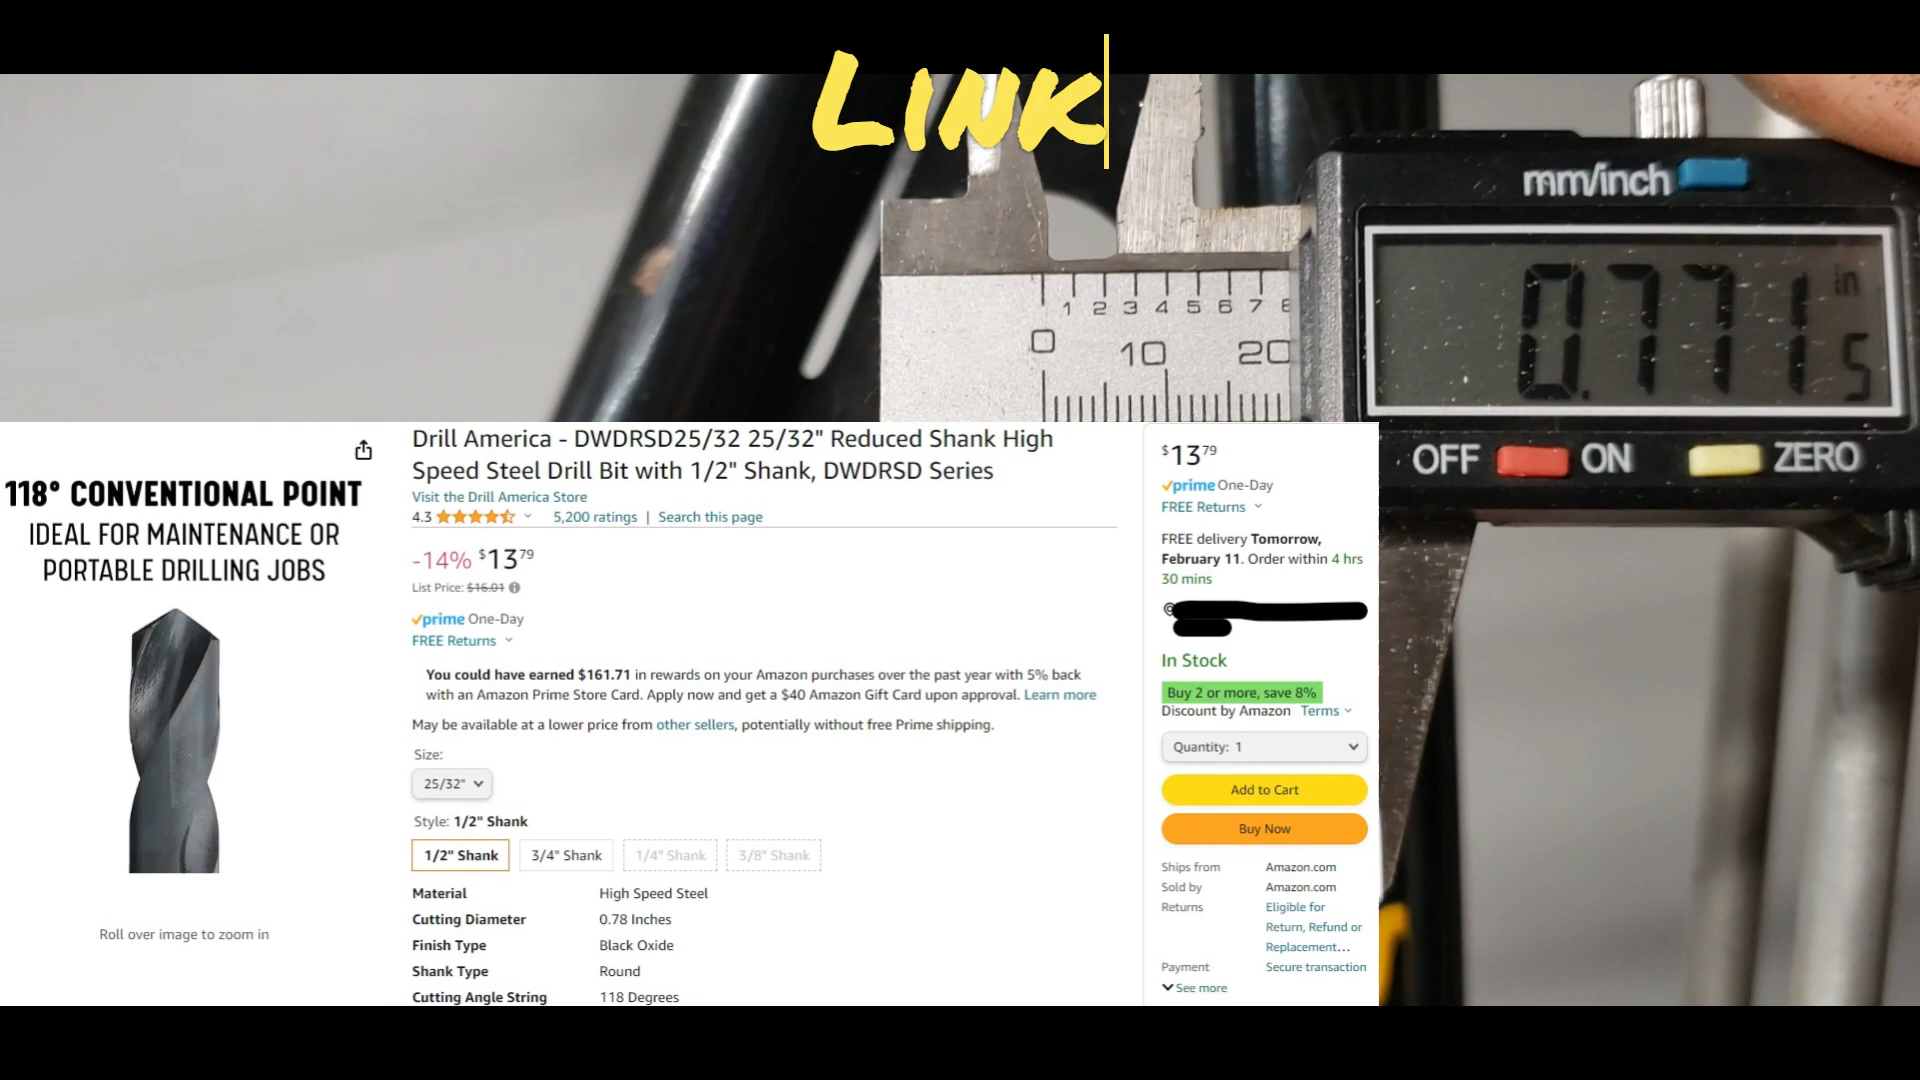 LINK
mm/inch
0.7715 in
1 2 3 4 5 6 7 8
0 10 20
OFF ON ZERO
118° CONVENTIONAL POINT
IDEAL FOR MAINTENANCE OR
PORTABLE DRILLING JOBS
Roll over image to zoom in
Drill America - DWDRSD25/32 25/32" Reduced Shank High
Speed Steel Drill Bit with 1/2" Shank, DWDRSD Series
Visit the Drill America Store
4.3 5,200 ratings | Search this page
-14% $13 79
List Price: $16.01
prime One-Day
FREE Returns
You could have earned $161.71 in rewards on your Amazon purchases over the past year with 5% back
with an Amazon Prime Store Card. Apply now and get a $40 Amazon Gift Card upon approval. Learn more
May be available at a lower price from other sellers, potentially without free Prime shipping.
Size:
25/32"
Style: 1/2" Shank
1/2" Shank 3/4" Shank 1/4" Shank 3/8" Shank
Material High Speed Steel
Cutting Diameter 0.78 Inches
Finish Type Black Oxide
Shank Type Round
Cutting Angle String 118 Degrees
$13 79
prime One-Day
FREE Returns
FREE delivery Tomorrow,
February 11. Order within 4 hrs
30 mins
In Stock
Buy 2 or more, save 8%
Discount by Amazon Terms
Quantity: 1
Add to Cart
Buy Now
Ships from Amazon.com
Sold by Amazon.com
Returns Eligible for
Return, Refund or
Replacement...
Payment Secure transaction
See more